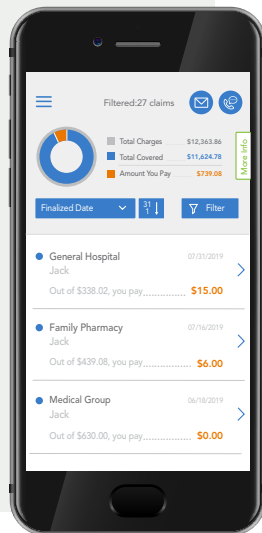 Filtered:27 claims
Total Charges $12,363.86
Total Covered $11,624.78
Amount You Pay $739.08
More Info
Finalized Date
31
1
Filter
General Hospital 07/31/2019
Jack
Out of $338.02, you pay................ $15.00
Family Pharmacy 07/16/2019
Jack
Out of $439.08, you pay................. $6.00
Medical Group 06/18/2019
Jack
Out of $630.00, you pay................. $0.00